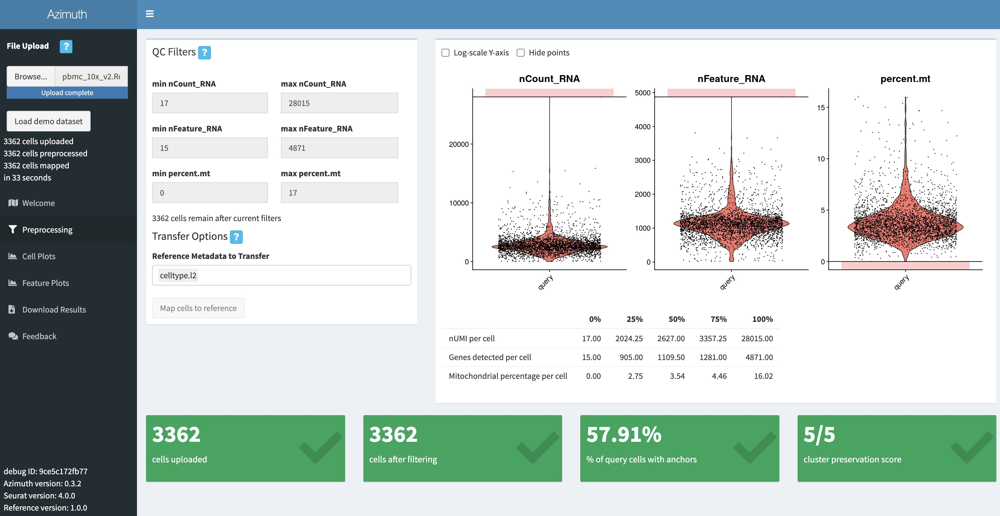 Azimuth
File Upload ?
Browse... pbmc_10x_v2.R
Upload complete
Load demo dataset
3362 cells uploaded
3362 cells preprocessed
3362 cells mapped
in 33 seconds
Welcome
Preprocessing
Cell Plots
Feature Plots
Download Results
Feedback
debug ID: 9ce5c172fb77
Azimuth version: 0.3.2
Seurat version: 4.0.0
Reference version: 1.0.0
QC Filters ?
min nCount_RNA max nCount_RNA
17 28015
min nFeature_RNA max nFeature_RNA
15 4871
min percent.mt max percent.mt
0 17
3362 cells remain after current filters
Transfer Options ?
Reference Metadata to Transfer
celltype.l2
Map cells to reference
Log-scale Y-axis Hide points
nCount_RNA
20000
10000
0
query
nFeature_RNA
5000
4000
3000
2000
1000
0
query
percent.mt
15
10
5
0
query
0% 25% 50% 75% 100%
nUMI per cell 17.00 2024.25 2627.00 3357.25 28015.00
Genes detected per cell 15.00 905.00 1109.50 1281.00 4871.00
Mitochondrial percentage per cell 0.00 2.75 3.54 4.46 16.02
3362
cells uploaded
3362
cells after filtering
57.91%
% of query cells with anchors
5/5
cluster preservation score